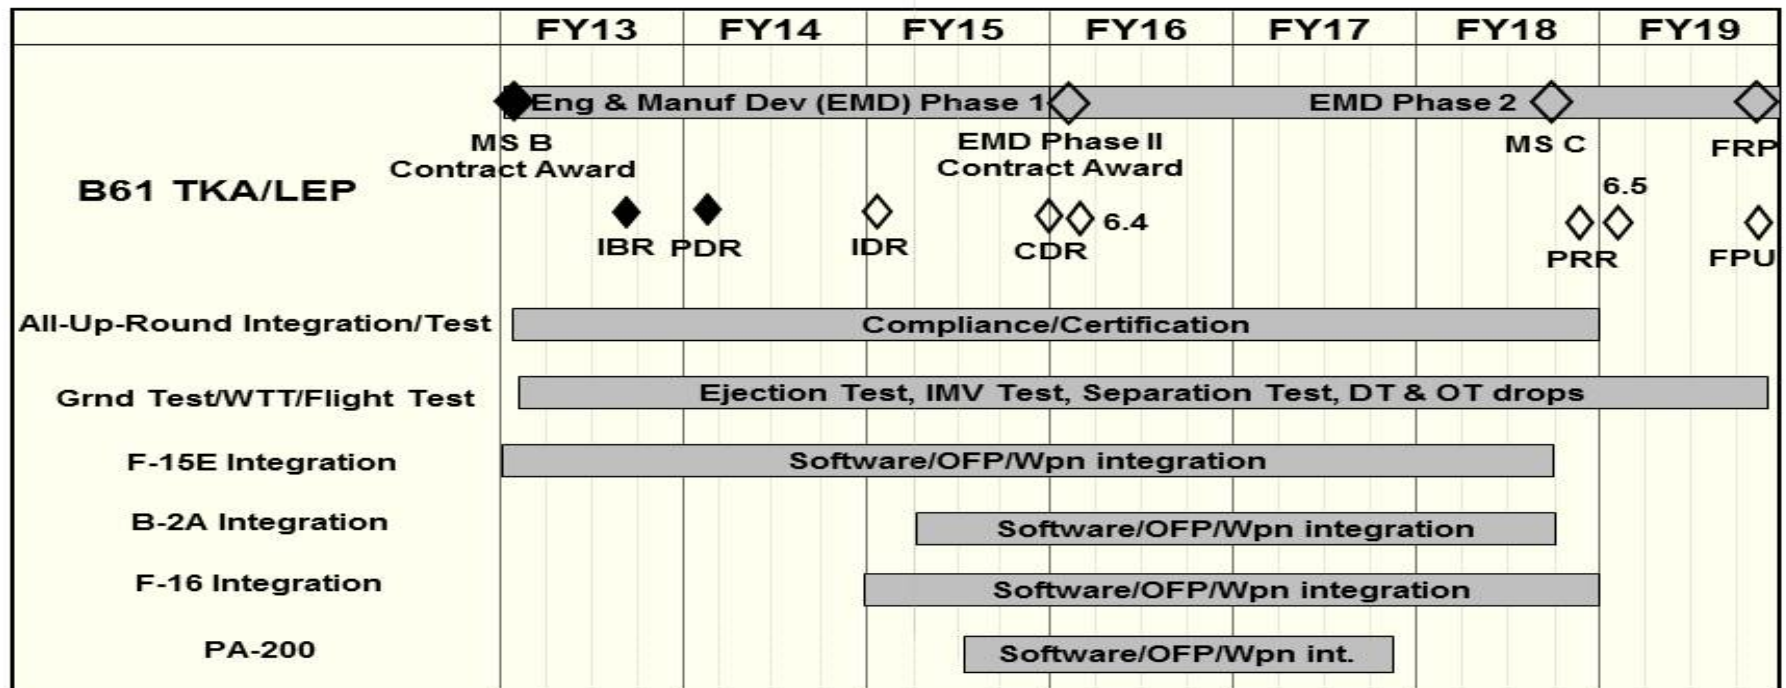 FY13 FY14 FY15 FY16 FY17 FY18 FY19
Eng & Manuf Dev (EMD) Phase 1 EMD Phase 2
MS B
Contract Award
EMD Phase II
Contract Award
MS C
FRP
B61 TKA/LEP
6.5
6.4
IBR PDR IDR CDR PRR FPU
All-Up-Round Integration/Test
Compliance/Certification
Grnd Test/WTT/Flight Test
Ejection Test, IMV Test, Separation Test, DT & OT drops
F-15E Integration
Software/OFP/Wpn integration
B-2A Integration
Software/OFP/Wpn integration
F-16 Integration
Software/OFP/Wpn integration
PA-200
Software/OFP/Wpn int.